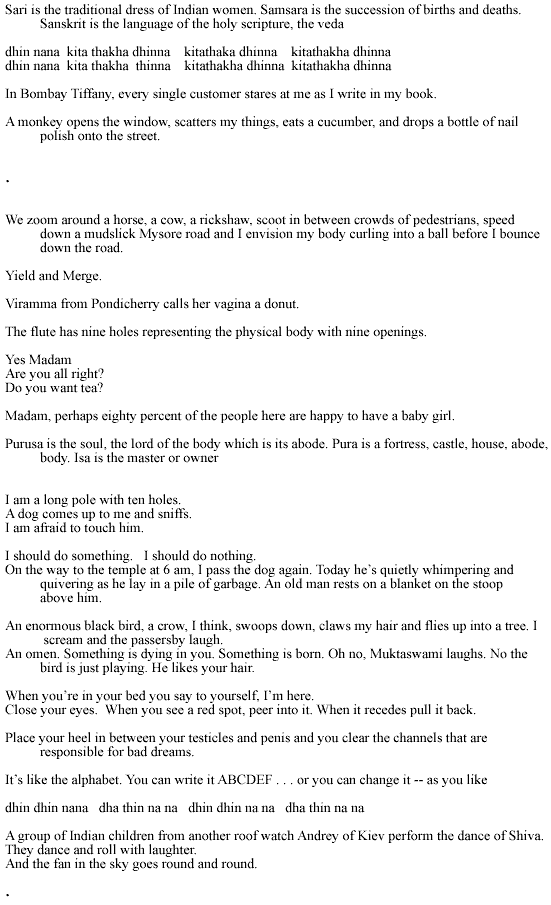 Sari is the traditional dress of Indian women. Samsara is the succession of births and deaths.
Sanskrit is the language of the holy scripture, the veda
dhin nana  kita thakha dhinna    kitathaka dhinna    kitathakha dhinna
dhin nana  kita thakha  thinna    kitathakha dhinna  kitathakha dhinna
In Bombay Tiffany, every single customer stares at me as I write in my book.
A monkey opens the window, scatters my things, eats a cucumber, and drops a bottle of nail
polish onto the street.
.
We zoom around a horse, a cow, a rickshaw, scoot in between crowds of pedestrians, speed
down a mudslick Mysore road and I envision my body curling into a ball before I bounce
down the road.
Yield and Merge.
Viramma from Pondicherry calls her vagina a donut.
The flute has nine holes representing the physical body with nine openings.
Yes Madam
Are you all right?
Do you want tea?
Madam, perhaps eighty percent of the people here are happy to have a baby girl.
Purusa is the soul, the lord of the body which is its abode. Pura is a fortress, castle, house, abode,
body. Isa is the master or owner
I am a long pole with ten holes.
A dog comes up to me and sniffs.
I am afraid to touch him.
I should do something.   I should do nothing.
On the way to the temple at 6 am, I pass the dog again. Today he's quietly whimpering and
quivering as he lay in a pile of garbage. An old man rests on a blanket on the stoop
above him.
An enormous black bird, a crow, I think, swoops down, claws my hair and flies up into a tree. I
scream and the passersby laugh.
An omen. Something is dying in you. Something is born. Oh no, Muktaswami laughs. No the
bird is just playing. He likes your hair.
When you're in your bed you say to yourself, I'm here.
Close your eyes.  When you see a red spot, peer into it. When it recedes pull it back.
Place your heel in between your testicles and penis and you clear the channels that are
responsible for bad dreams.
It's like the alphabet. You can write it ABCDEF . . . or you can change it -- as you like
dhin dhin nana   dha thin na na   dhin dhin na na   dha thin na na
A group of Indian children from another roof watch Andrey of Kiev perform the dance of Shiva.
They dance and roll with laughter.
And the fan in the sky goes round and round.
.